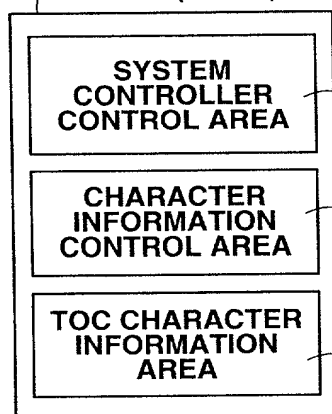 SYSTEM
CONTROLLER
CONTROL AREA
CHARACTER
INFORMATION
CONTROL AREA
TOC CHARACTER
INFORMATION
AREA